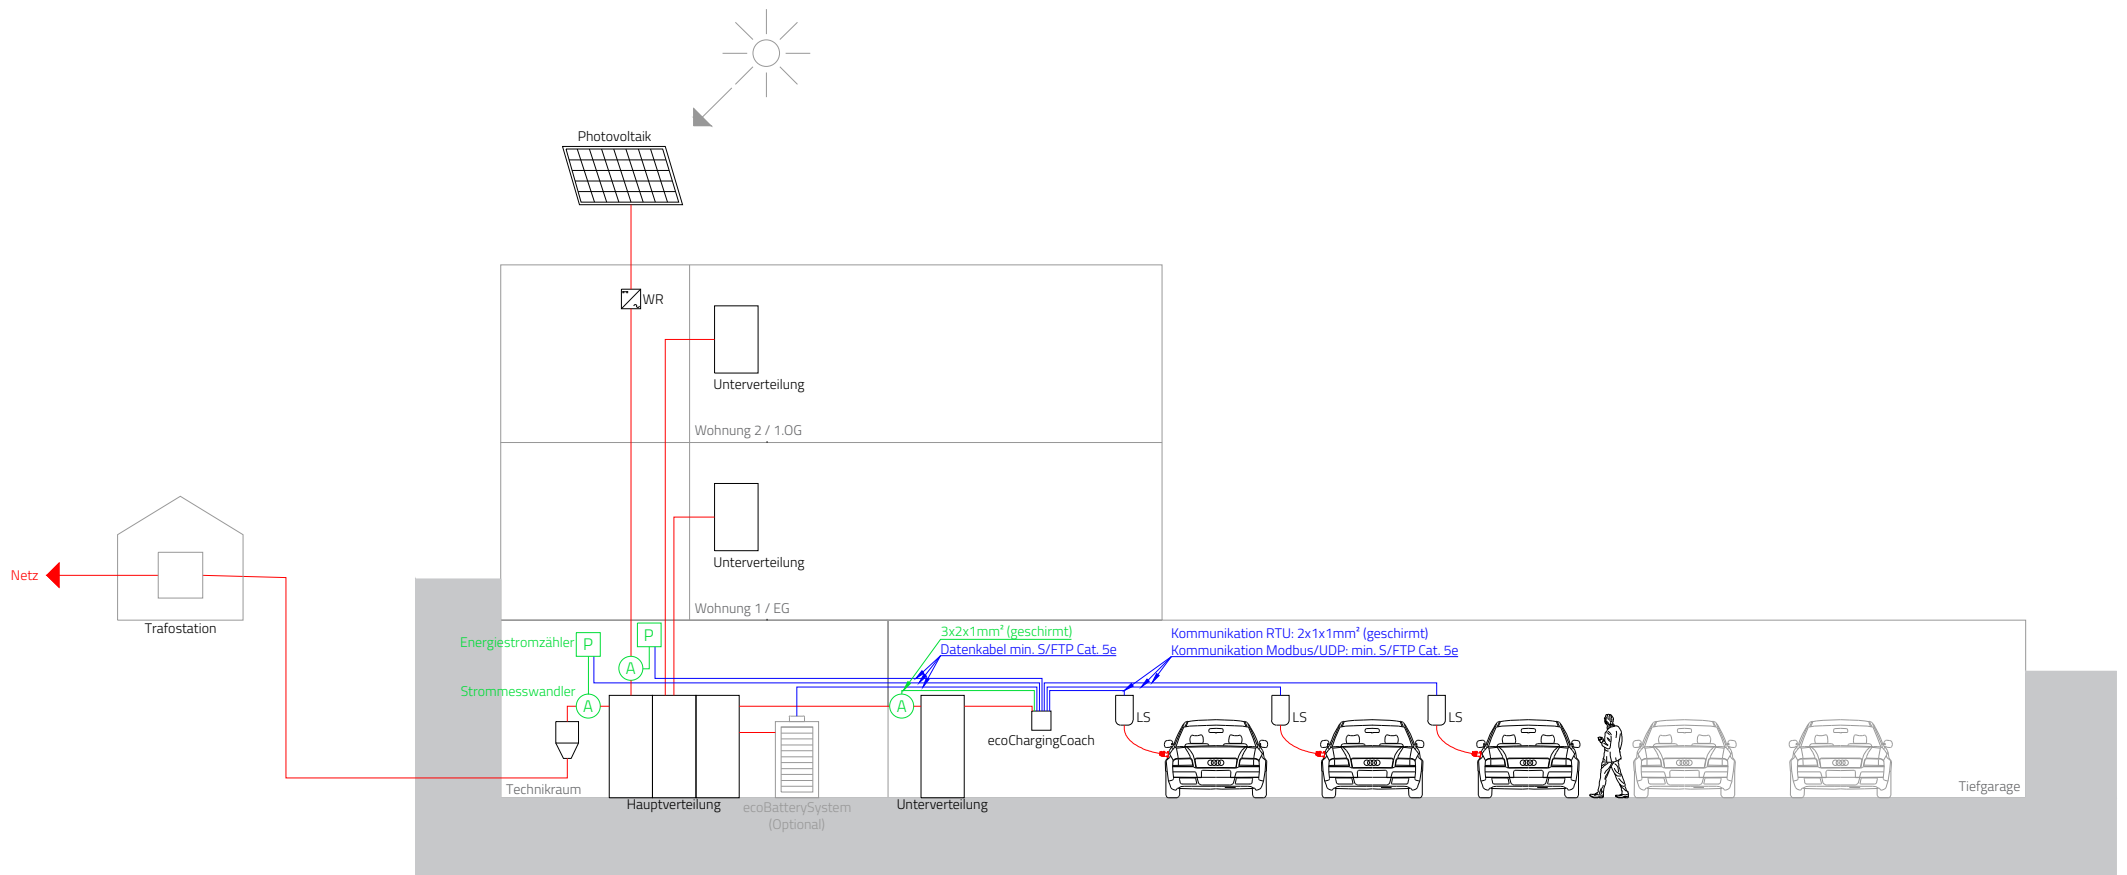 Photovoltaik
WR
Unterverteilung
Wohnung 2 / 1.OG
Unterverteilung
Wohnung 1 / EG
Netz
Trafostation
Energiestromzähler
P
P
A
Strommesswandler
A
A
3x2x1mm² (geschirmt)
Datenkabel min. S/FTP Cat. 5e
Kommunikation RTU: 2x1x1mm² (geschirmt)
Kommunikation Modbus/UDP: min. S/FTP Cat. 5e
LS
LS
LS
ecoChargingCoach
Technikraum
Hauptverteilung
ecoBatterySystem
(Optional)
Unterverteilung
Tiefgarage